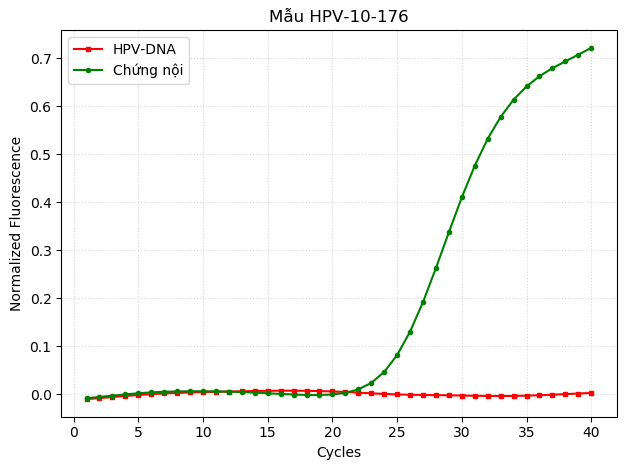 Mẫu HPV-10-176
HPV-DNA
Chứng nội
Normalized Fluorescence
0.7
0.6
0.5
0.4
0.3
0.2
0.1
0.0
0 5 10 15 20 25 30 35 40
Cycles